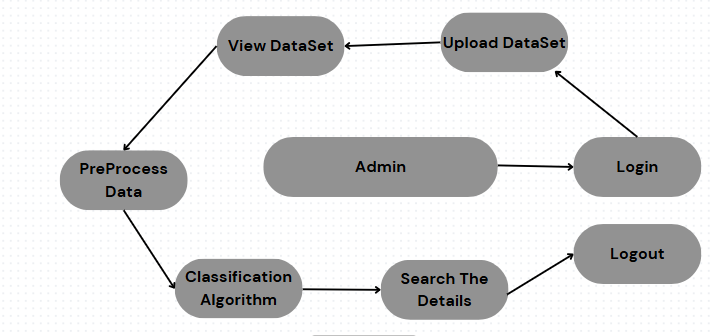 View DataSet
Upload DataSet
PreProcess
Data
Admin
Login
Logout
Classification
Algorithm
Search The
Details